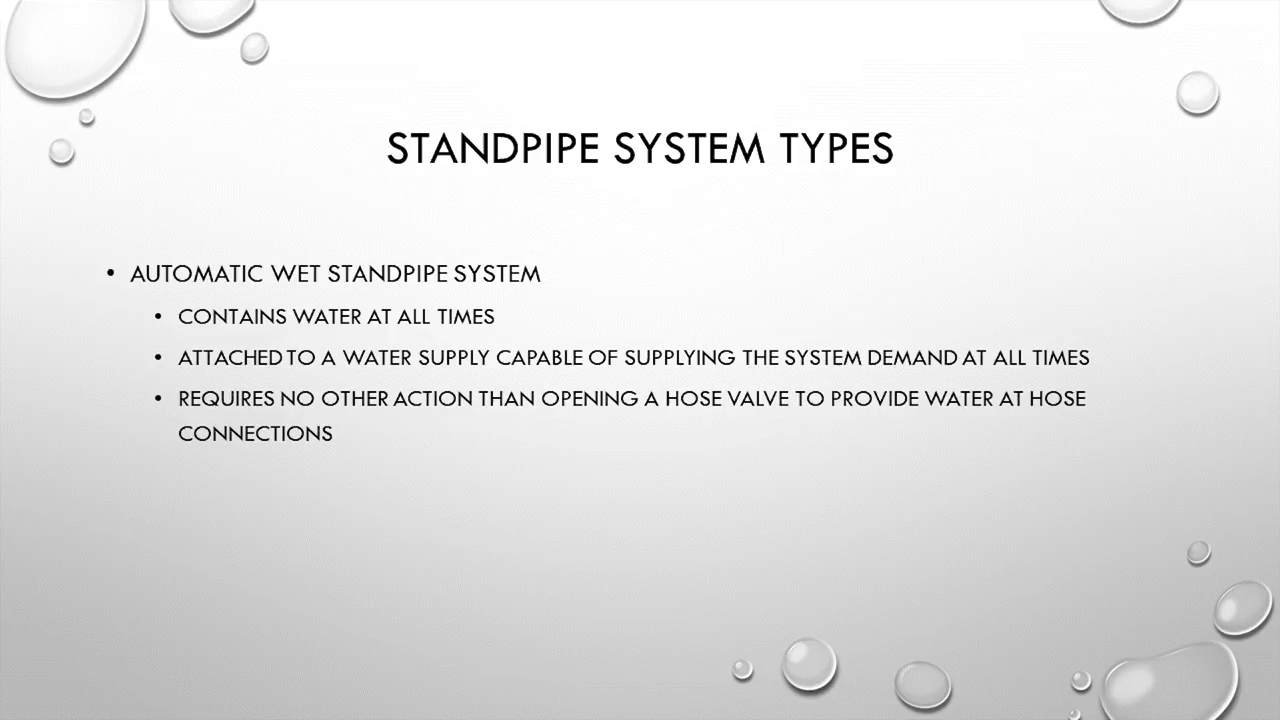 STANDPIPE SYSTEM TYPES
• AUTOMATIC WET STANDPIPE SYSTEM
• CONTAINS WATER AT ALL TIMES
• ATTACHED TO A WATER SUPPLY CAPABLE OF SUPPLYING THE SYSTEM DEMAND AT ALL TIMES
• REQUIRES NO OTHER ACTION THAN OPENING A HOSE VALVE TO PROVIDE WATER AT HOSE
CONNECTIONS